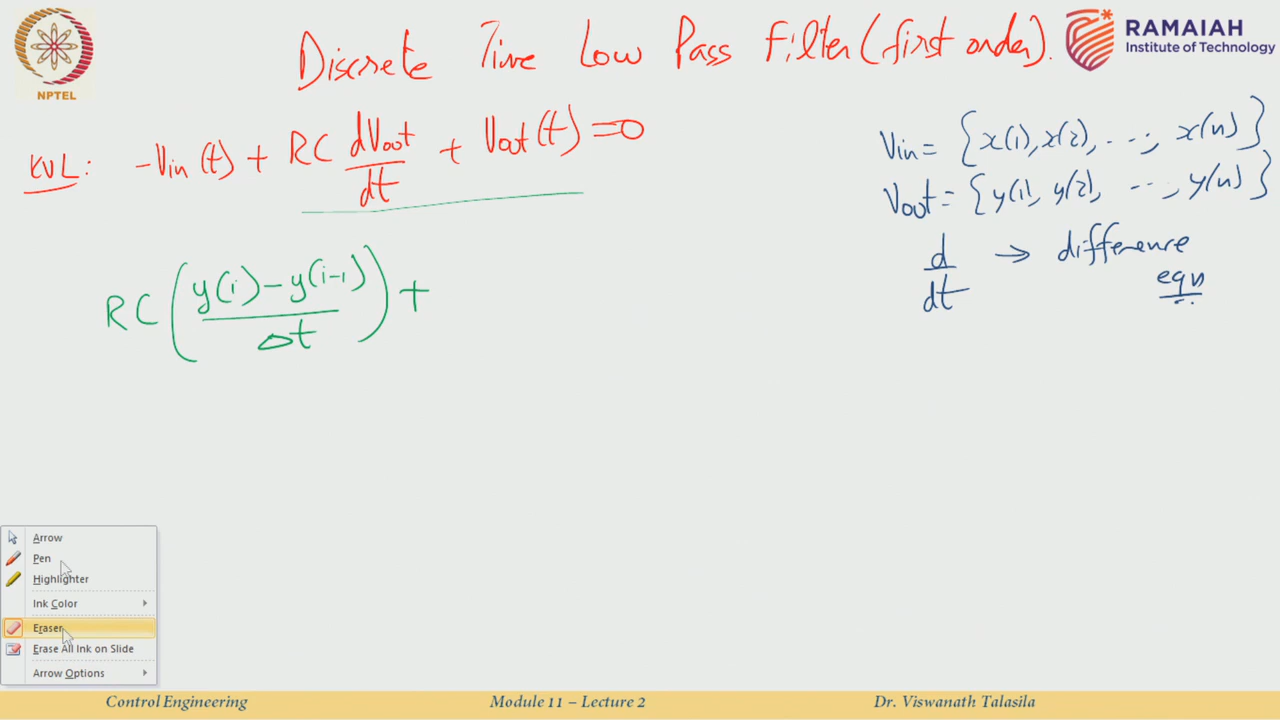 Discrete Time Low Pass Filter (first order).
RAMAIAH
Institute of Technology
NPTEL
KVL: -Vin (t) + RC dVout/dt + Vout (t) = 0
Vin = {x(1), x(2), ..., x(n)}
Vout = {y(1), y(2), ..., y(n)}
d/dt → difference
eqn
RC (y(i) - y(i-1) / Δt) +
Arrow
Pen
Highlighter
Ink Color
Eraser
Erase All Ink on Slide
Arrow Options
Control Engineering Module 11 – Lecture 2 Dr. Viswanath Talasila